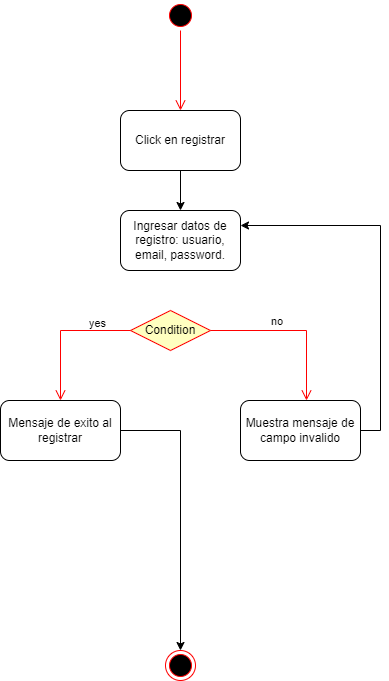 Click en registrar
Ingresar datos de
registro: usuario,
email, password.
yes
Condition
no
Mensaje de exito al
registrar
Muestra mensaje de
campo invalido